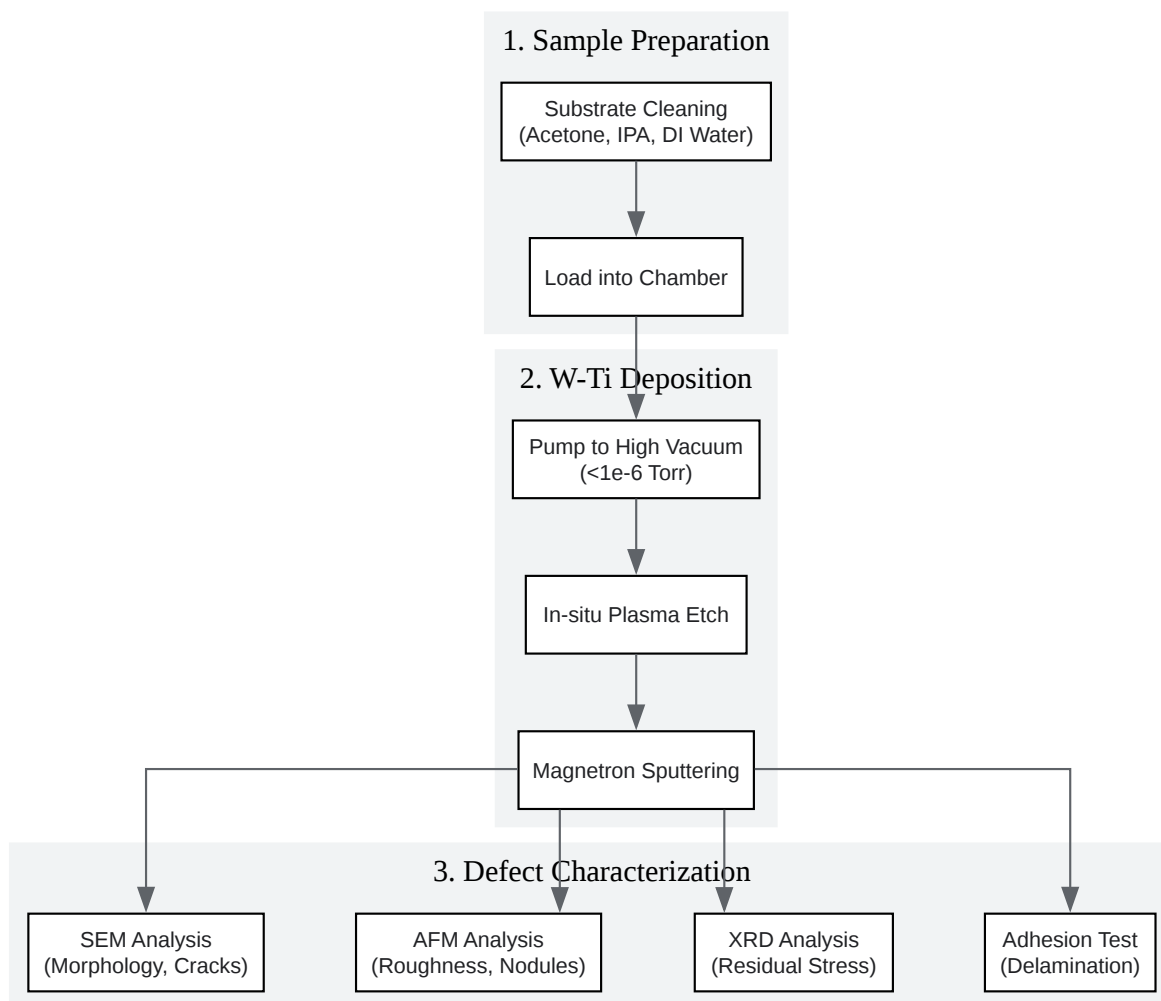 1. Sample Preparation
Substrate Cleaning
(Acetone, IPA, DI Water)
Load into Chamber
2. W-Ti Deposition
Pump to High Vacuum
(<1e-6 Torr)
In-situ Plasma Etch
Magnetron Sputtering
3. Defect Characterization
SEM Analysis
(Morphology, Cracks)
AFM Analysis
(Roughness, Nodules)
XRD Analysis
(Residual Stress)
Adhesion Test
(Delamination)